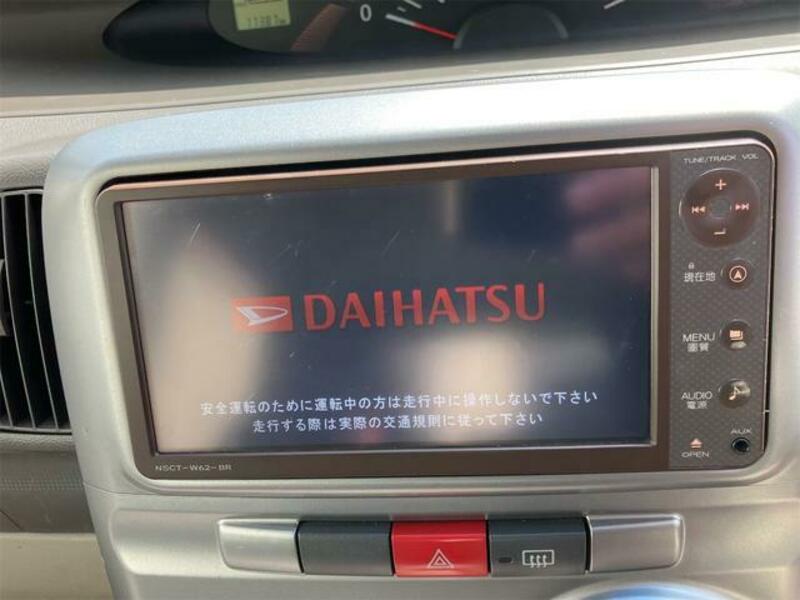 0
TUNE/TRACK VOL
DAIHATSU
現在地
MENU
画質
AUDIO
電源
安全運転のために運転中の方は走行中に操作しないで下さい
走行する際は実際の交通規則に従って下さい
AUX
OPEN
NSCT-W62-BR